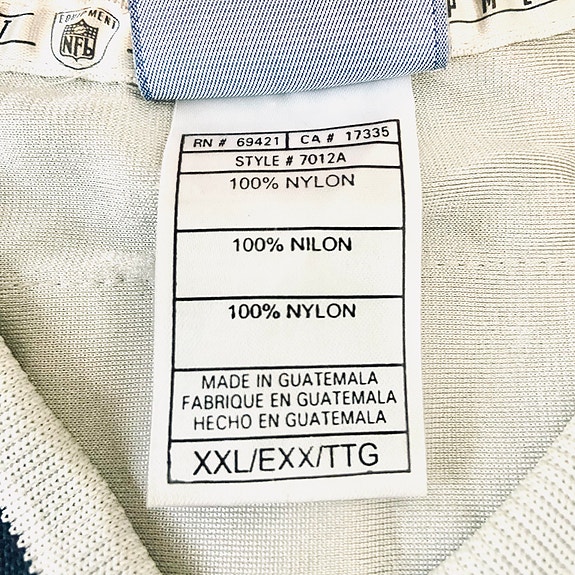 EQUIPMENT
NFL
RN # 69421 CA # 17335
STYLE # 7012A
100% NYLON
100% NILON
100% NYLON
MADE IN GUATEMALA
FABRIQUE EN GUATEMALA
HECHO EN GUATEMALA
XXL/EXX/TTG